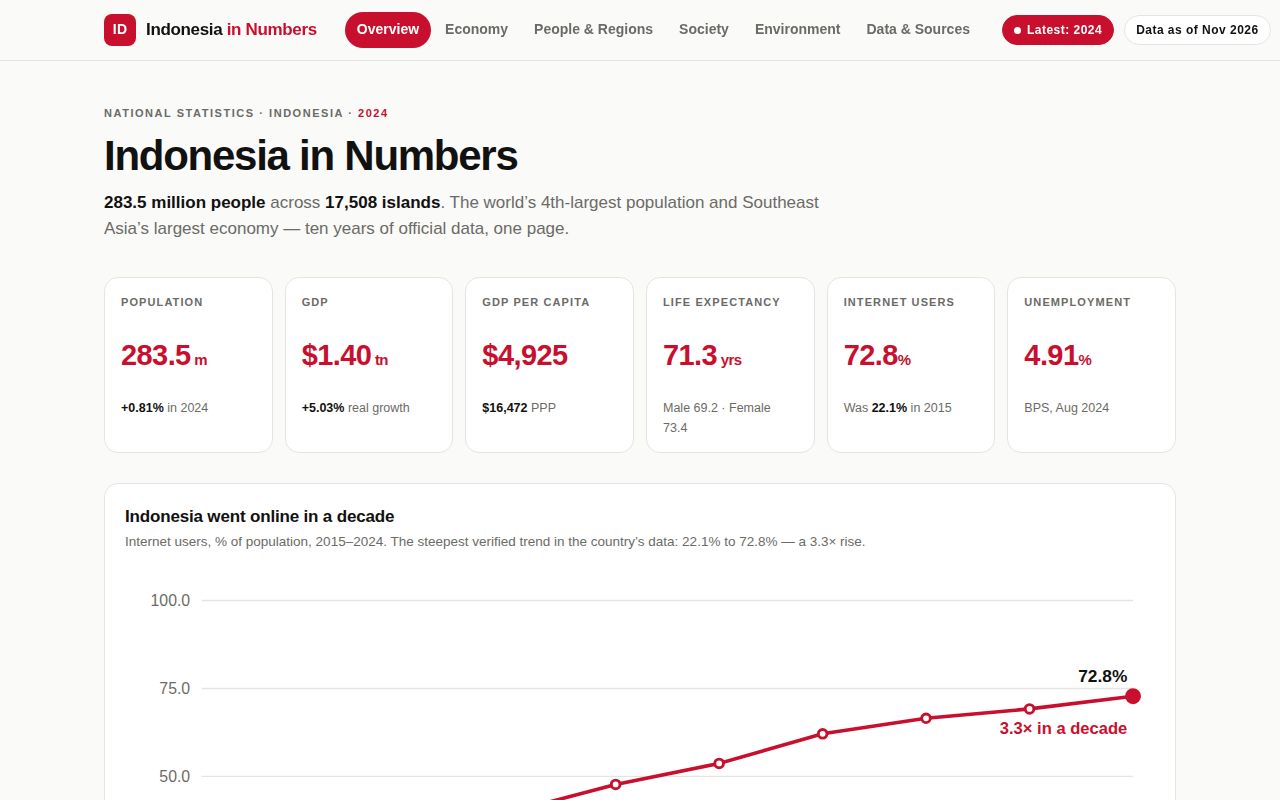 ID Indonesia in Numbers Overview Economy People & Regions Society Environment Data & Sources Latest: 2024 Data as of Nov 2026
NATIONAL STATISTICS · INDONESIA · 2024
Indonesia in Numbers
283.5 million people across 17,508 islands. The world’s 4th-largest population and Southeast
Asia’s largest economy — ten years of official data, one page.
POPULATION
283.5 m
+0.81% in 2024
GDP
$1.40 tn
+5.03% real growth
GDP PER CAPITA
$4,925
$16,472 PPP
LIFE EXPECTANCY
71.3 yrs
Male 69.2 · Female
73.4
INTERNET USERS
72.8%
Was 22.1% in 2015
UNEMPLOYMENT
4.91%
BPS, Aug 2024
Indonesia went online in a decade
Internet users, % of population, 2015–2024. The steepest verified trend in the country’s data: 22.1% to 72.8% — a 3.3× rise.
100.0
72.8%
75.0
3.3× in a decade
50.0